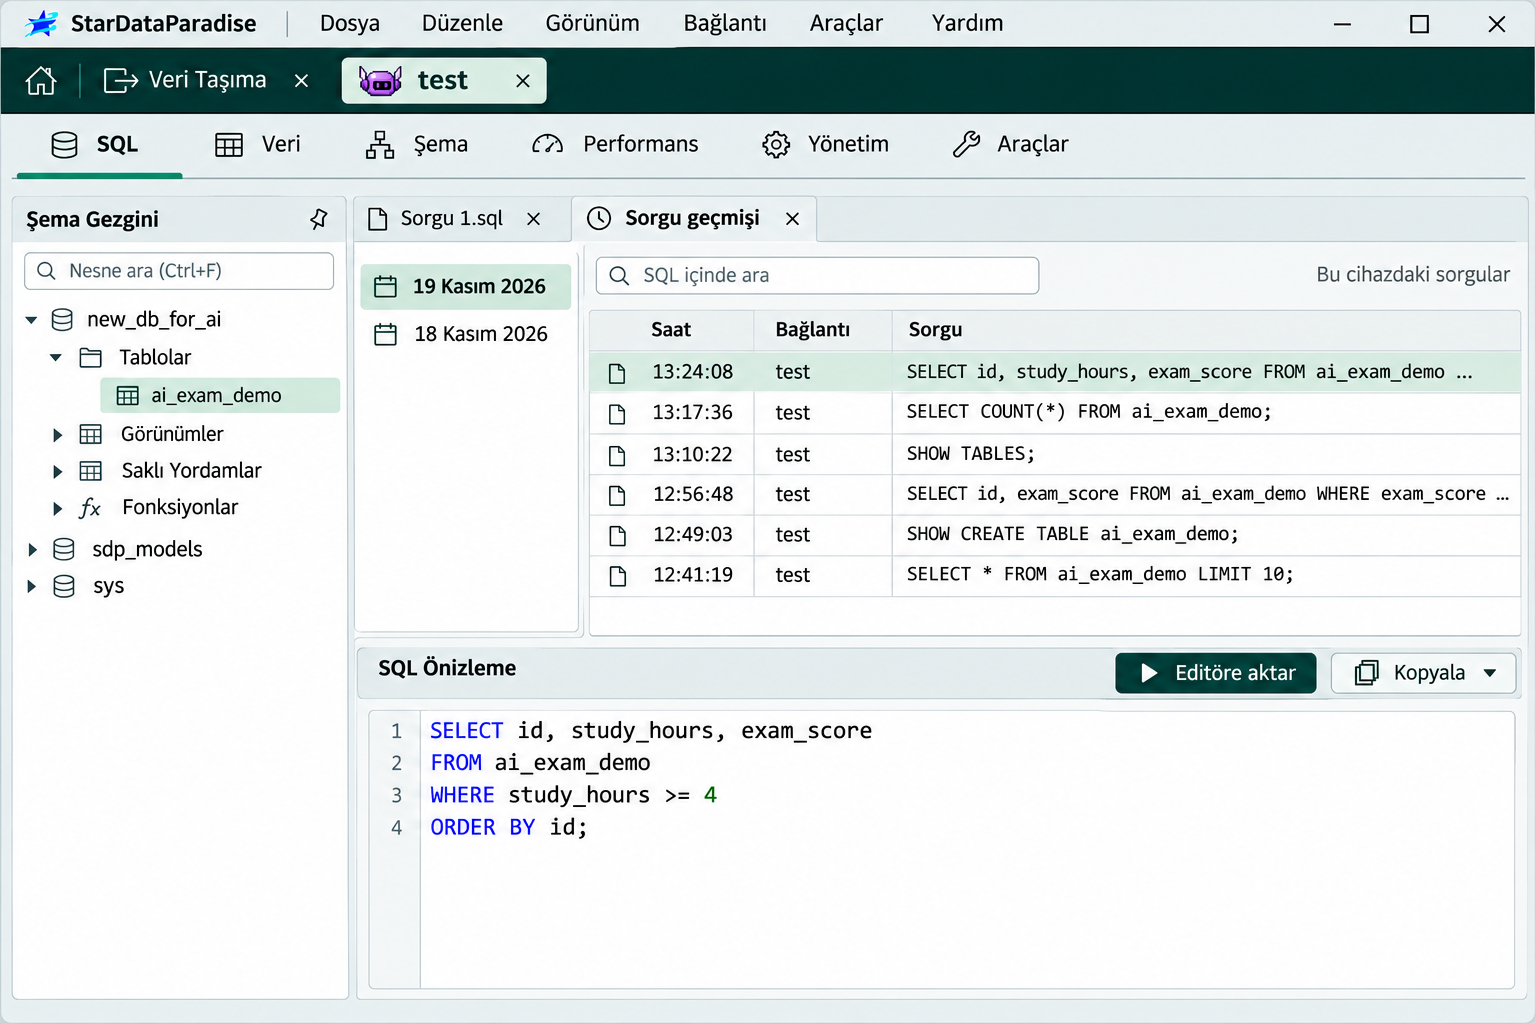 StarDataParadise Dosya Düzenle Görünüm Bağlantı Araçlar Yardım
Veri Taşıma test
SQL Veri Şema Performans Yönetim Araçlar
Şema Gezgini
Nesne ara (Ctrl+F)
new_db_for_ai
Tablolar
ai_exam_demo
Görünümler
Saklı Yordamlar
Fonksiyonlar
sdp_models
sys
Sorgu 1.sql Sorgu geçmişi
19 Kasım 2026
18 Kasım 2026
SQL içinde ara Bu cihazdaki sorgular
Saat Bağlantı Sorgu
13:24:08 test SELECT id, study_hours, exam_score FROM ai_exam_demo ...
13:17:36 test SELECT COUNT(*) FROM ai_exam_demo;
13:10:22 test SHOW TABLES;
12:56:48 test SELECT id, exam_score FROM ai_exam_demo WHERE exam_score ...
12:49:03 test SHOW CREATE TABLE ai_exam_demo;
12:41:19 test SELECT * FROM ai_exam_demo LIMIT 10;
SQL Önizleme Editöre aktar Kopyala
1 SELECT id, study_hours, exam_score
2 FROM ai_exam_demo
3 WHERE study_hours >= 4
4 ORDER BY id;